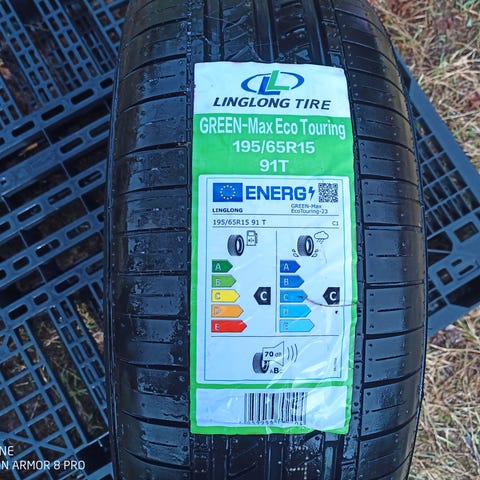 LINGLONG TIRE
GREEN-Max Eco Touring
195/65R15
91T
ENERG
LINGLONG
GREEN-Max
EcoTouring-23
195/65R15 91 T
C1
A
B
C
D
E
C
A
B
C
D
E
C
70 dB
ABC
NE
N ARMOR 8 PRO